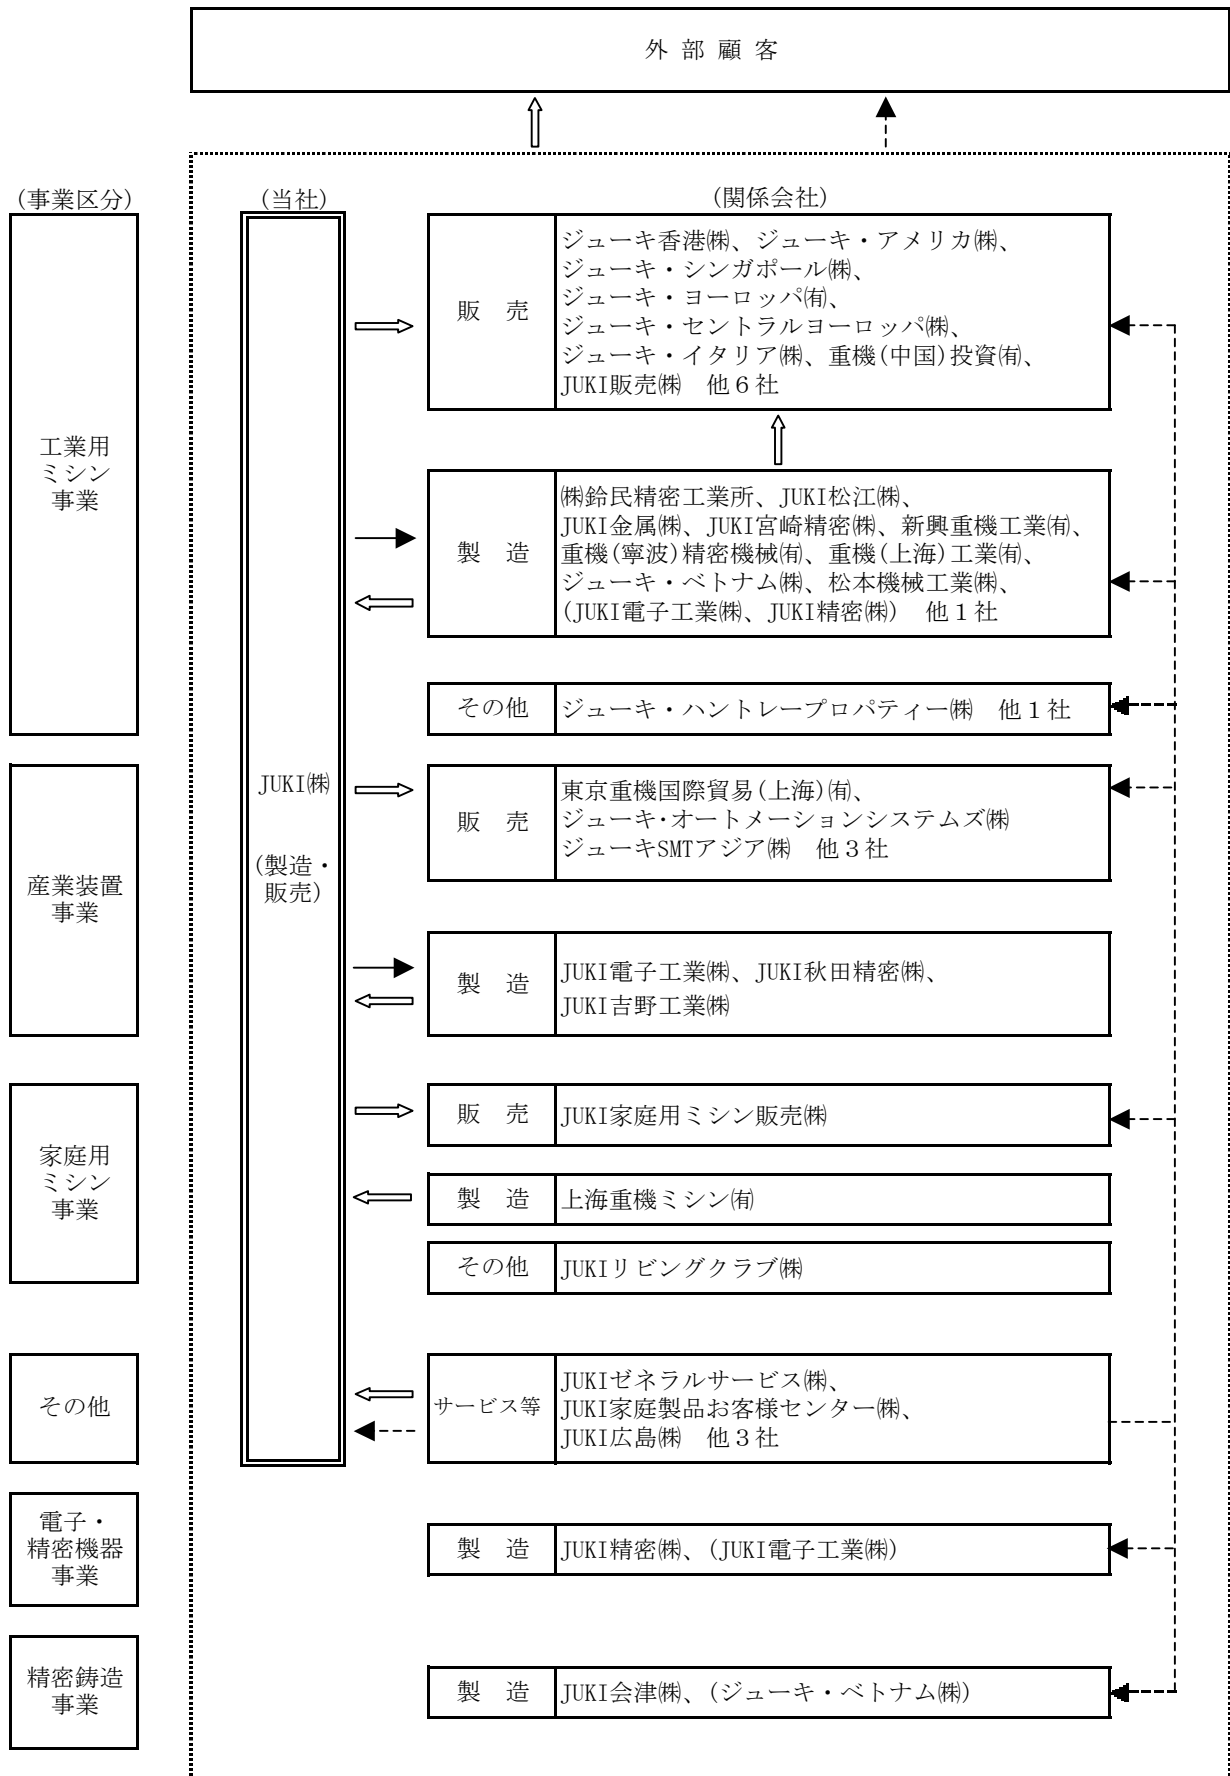 外 部 顧 客
(事業区分)
(当社)
(関係会社)
工業用
ミシン
事業
JUKI㈱
(製造・
販売)
販　売
ジューキ香港㈱、ジューキ・アメリカ㈱、
ジューキ・シンガポール㈱、
ジューキ・ヨーロッパ㈲、
ジューキ・セントラルヨーロッパ㈱、
ジューキ・イタリア㈱、重機(中国)投資㈲、
JUKI販売㈱　他６社
製　造
㈱鈴民精密工業所、JUKI松江㈱、
JUKI金属㈱、JUKI宮崎精密㈱、新興重機工業㈲、
重機(寧波)精密機械㈲、重機(上海)工業㈲、
ジューキ・ベトナム㈱、松本機械工業㈱、
(JUKI電子工業㈱、JUKI精密㈱)　他１社
その他
ジューキ・ハントレープロパティー㈱　他１社
産業装置
事業
販　売
東京重機国際貿易(上海)㈲、
ジューキ・オートメーションシステムズ㈱
ジューキSMTアジア㈱　他３社
製　造
JUKI電子工業㈱、JUKI秋田精密㈱、
JUKI吉野工業㈱
家庭用
ミシン
事業
販　売
JUKI家庭用ミシン販売㈱
製　造
上海重機ミシン㈲
その他
JUKIリビングクラブ㈱
その他
サービス等
JUKIゼネラルサービス㈱、
JUKI家庭製品お客様センター㈱、
JUKI広島㈱　他３社
電子・
精密機器
事業
製　造
JUKI精密㈱、(JUKI電子工業㈱)
精密鋳造
事業
製　造
JUKI会津㈱、(ジューキ・ベトナム㈱)